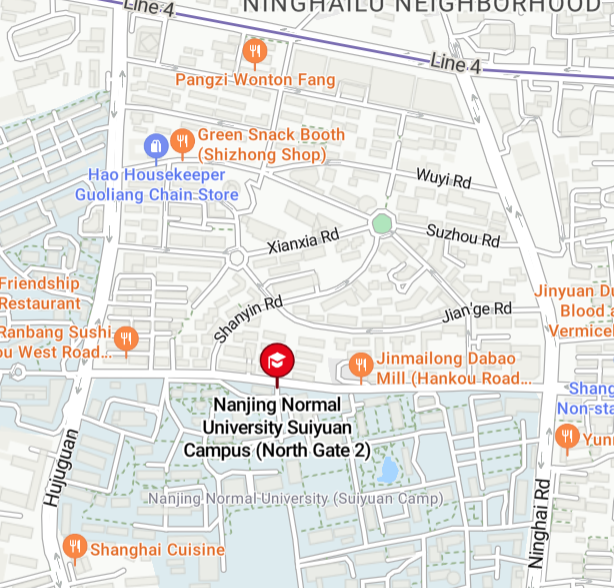 NINGHAILU NEIGHBORHOOD
Line 4
Line 4
Pangzi Wonton Fang
Green Snack Booth
(Shizhong Shop)
Hao Housekeeper
Guoliang Chain Store
Wuyi Rd
Xianxia Rd
Suzhou Rd
Friendship
Restaurant
Shanyin Rd
Jian'ge Rd
Jinyuan Du
Blood a
Vermice
Ranbang Sushi
ou West Road...
Jinmailong Dabao
Mill (Hankou Road...
Shang
Non-sta
Nanjing Normal
University Suiyuan
Campus (North Gate 2)
Yun
Hujuguan
Nanjing Normal University (Suiyuan Camp)
Ninghai Rd
Shanghai Cuisine